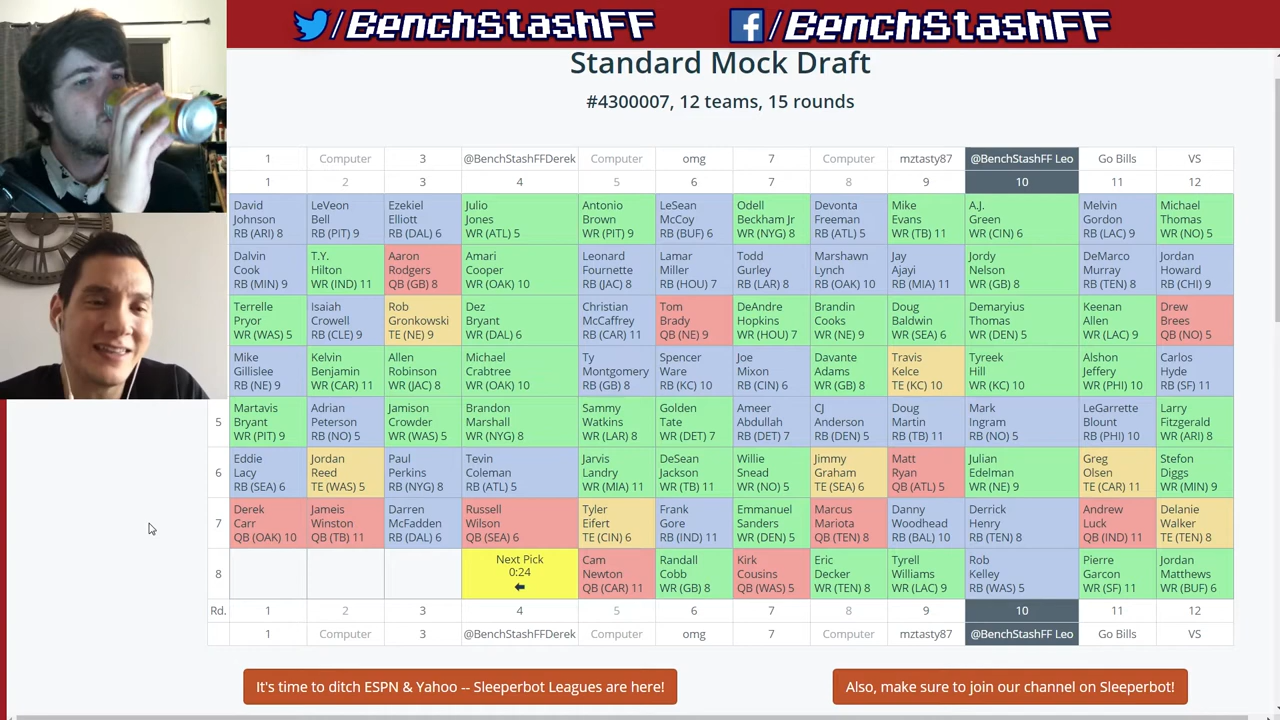 /BenchStashFF /BenchStashFF
Standard Mock Draft
#4300007, 12 teams, 15 rounds
1 Computer 3 @BenchStashFFDerek Computer omg 7 Computer mztasty87 @BenchStashFF Leo Go Bills VS
1 2 3 4 5 6 7 8 9 10 11 12
David LeVeon Ezekiel Julio Antonio LeSean Odell Devonta Mike A.J. Melvin Michael
Johnson Bell Elliott Jones Brown McCoy Beckham Jr Freeman Evans Green Gordon Thomas
RB (ARI) 8 RB (PIT) 9 RB (DAL) 6 WR (ATL) 5 WR (PIT) 9 RB (BUF) 6 WR (NYG) 8 RB (ATL) 5 WR (TB) 11 WR (CIN) 6 RB (LAC) 9 WR (NO) 5
Dalvin T.Y. Aaron Amari Leonard Lamar Todd Marshawn Jay Jordy DeMarco Jordan
Cook Hilton Rodgers Cooper Fournette Miller Gurley Lynch Ajayi Nelson Murray Howard
RB (MIN) 9 WR (IND) 11 QB (GB) 8 WR (OAK) 10 RB (JAC) 8 RB (HOU) 7 RB (LAR) 8 RB (OAK) 10 RB (MIA) 11 WR (GB) 8 RB (TEN) 8 RB (CHI) 9
Terrelle Isaiah Rob Dez Christian Tom DeAndre Brandin Doug Demaryius Keenan Drew
Pryor Crowell Gronkowski Bryant McCaffrey Brady Hopkins Cooks Baldwin Thomas Allen Brees
WR (WAS) 5 RB (CLE) 9 TE (NE) 9 WR (DAL) 6 RB (CAR) 11 QB (NE) 9 WR (HOU) 7 WR (NE) 9 WR (SEA) 6 WR (DEN) 5 WR (LAC) 9 QB (NO) 5
Mike Kelvin Allen Michael Ty Spencer Joe Davante Travis Tyreek Alshon Carlos
Gillislee Benjamin Robinson Crabtree Montgomery Ware Mixon Adams Kelce Hill Jeffery Hyde
RB (NE) 9 WR (CAR) 11 WR (JAC) 8 WR (OAK) 10 RB (GB) 8 RB (KC) 10 RB (CIN) 6 WR (GB) 8 TE (KC) 10 WR (KC) 10 WR (PHI) 10 RB (SF) 11
Martavis Adrian Jamison Brandon Sammy Golden Ameer CJ Doug Mark LeGarrette Larry
5 Bryant Peterson Crowder Marshall Watkins Tate Abdullah Anderson Martin Ingram Blount Fitzgerald
WR (PIT) 9 RB (NO) 5 WR (WAS) 5 WR (NYG) 8 WR (LAR) 8 WR (DET) 7 RB (DET) 7 RB (DEN) 5 RB (TB) 11 RB (NO) 5 RB (PHI) 10 WR (ARI) 8
Eddie Jordan Paul Tevin Jarvis DeSean Willie Jimmy Matt Julian Greg Stefon
6 Lacy Reed Perkins Coleman Landry Jackson Snead Graham Ryan Edelman Olsen Diggs
RB (SEA) 6 TE (WAS) 5 RB (NYG) 8 RB (ATL) 5 WR (MIA) 11 WR (TB) 11 WR (NO) 5 TE (SEA) 6 QB (ATL) 5 WR (NE) 9 TE (CAR) 11 WR (MIN) 9
Derek Jameis Darren Russell Tyler Frank Emmanuel Marcus Danny Derrick Andrew Delanie
7 Carr Winston McFadden Wilson Eifert Gore Sanders Mariota Woodhead Henry Luck Walker
QB (OAK) 10 QB (TB) 11 RB (DAL) 6 QB (SEA) 6 TE (CIN) 6 RB (IND) 11 WR (DEN) 5 QB (TEN) 8 RB (BAL) 10 RB (TEN) 8 QB (IND) 11 TE (TEN) 8
Next Pick Cam Randall Kirk Eric Tyrell Rob Pierre Jordan
8 0:24 Newton Cobb Cousins Decker Williams Kelley Garcon Matthews
QB (CAR) 11 WR (GB) 8 QB (WAS) 5 WR (TEN) 8 WR (LAC) 9 RB (WAS) 5 WR (SF) 11 WR (BUF) 6
Rd. 1 2 3 4 5 6 7 8 9 10 11 12
1 Computer 3 @BenchStashFFDerek Computer omg 7 Computer mztasty87 @BenchStashFF Leo Go Bills VS
It's time to ditch ESPN & Yahoo -- Sleeperbot Leagues are here! Also, make sure to join our channel on Sleeperbot!